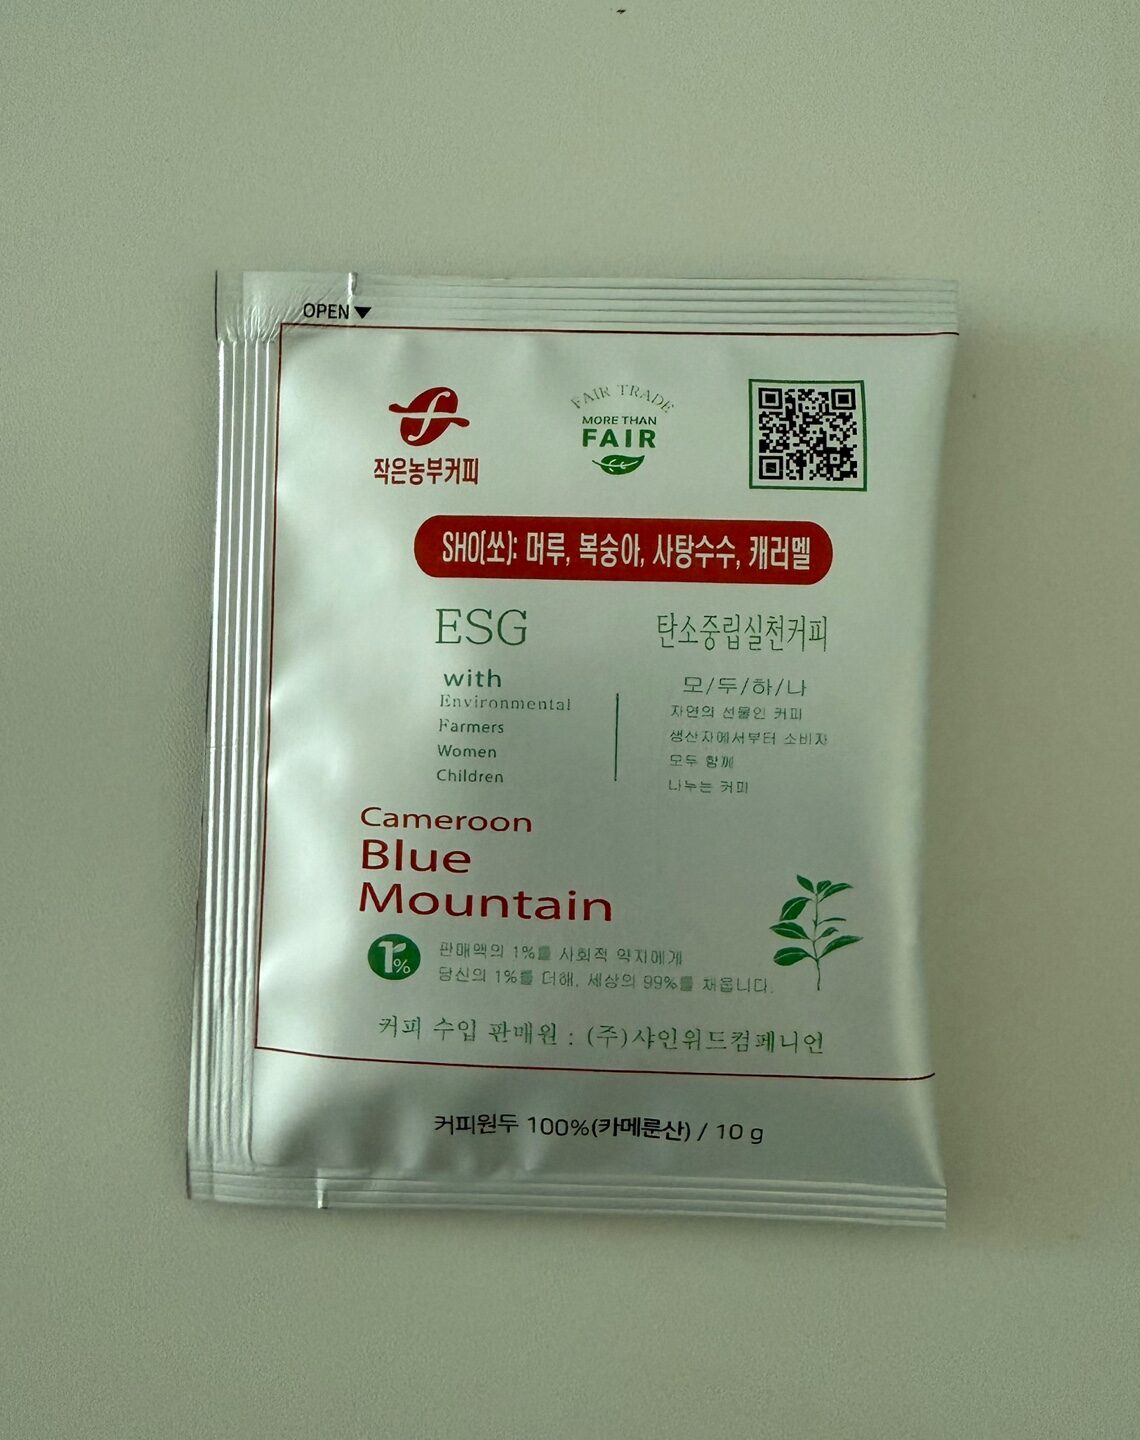 OPEN▼
작은농부커피
FAIR TRADE
MORE THAN
FAIR
SHO(쏘): 머루, 복숭아, 사탕수수, 캐러멜
ESG
with
Environmental
Farmers
Women
Children
탄소중립실천커피
모/두/하/나
자연의 선물인 커피
생산자에서부터 소비자
모두 함께
나누는 커피
Cameroon
Blue
Mountain
1%
판매액의 1%를 사회적 약자에게
당신의 1%를 더해, 세상의 99%를 채웁니다.
커피 수입 판매원 : (주)샤인위드컴페니언
커피원두 100%(카메룬산) / 10 g